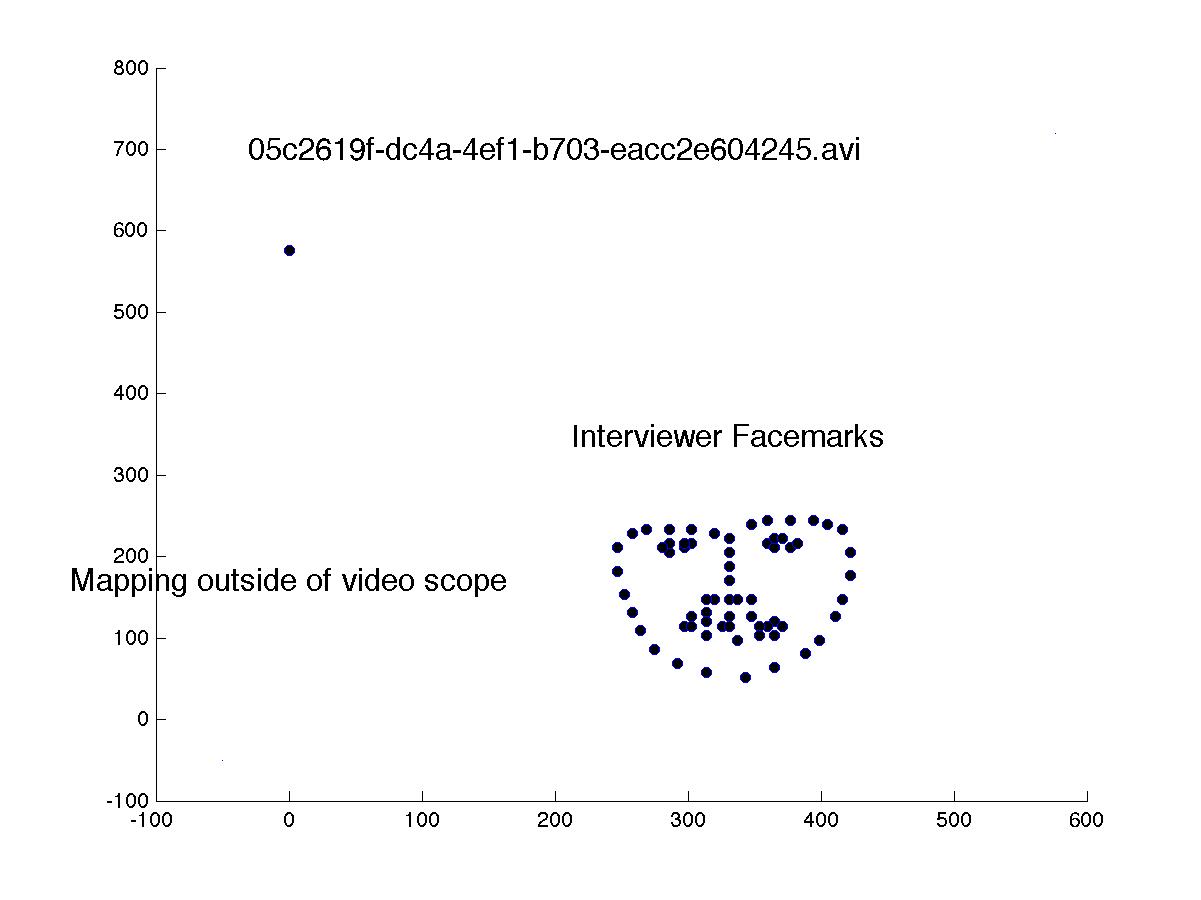 800
700
05c2619f-dc4a-4ef1-b703-eacc2e604245.avi
600
500
400
Interviewer Facemarks
300
200
Mapping outside of video scope
100
0
-100
-100 0 100 200 300 400 500 600